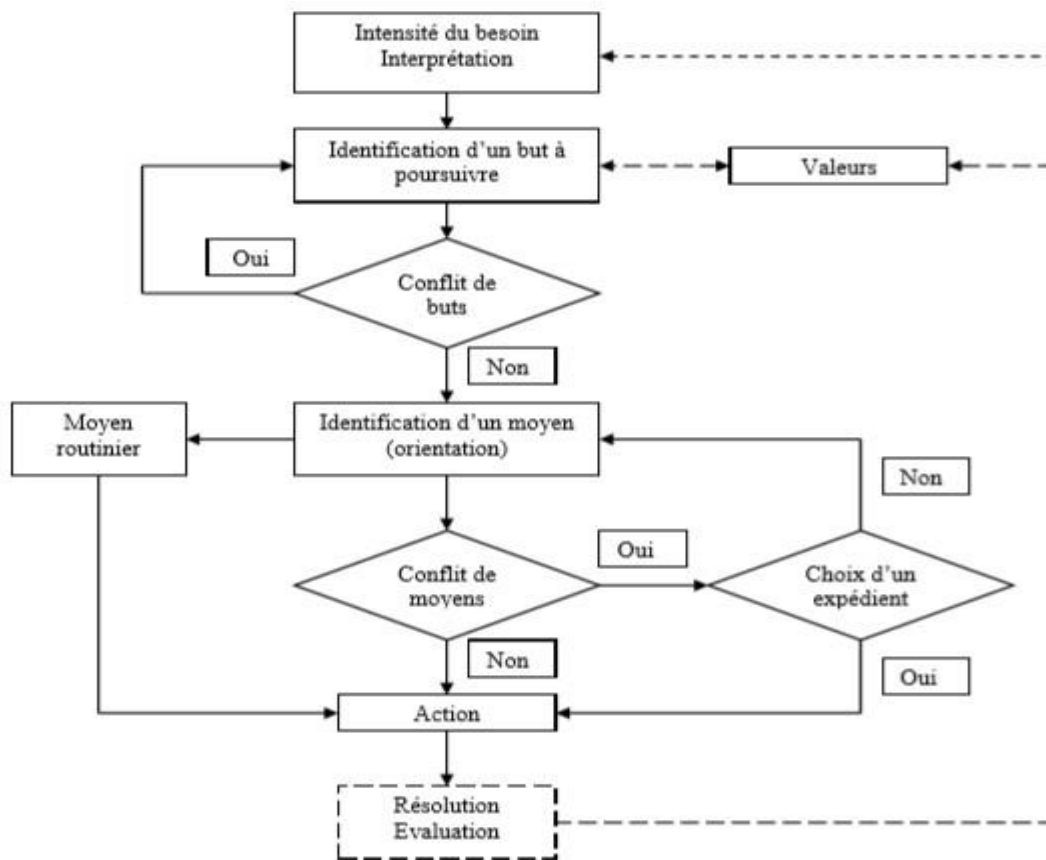 Intensité du besoin
Interprétation
Identification d'un but à
poursuivre
Valeurs
Oui
Conflit de
buts
Non
Moyen
routinier
Identification d'un moyen
(orientation)
Non
Oui
Conflit de
moyens
Choix d'un
expédient
Non
Oui
Action
Résolution
Evaluation